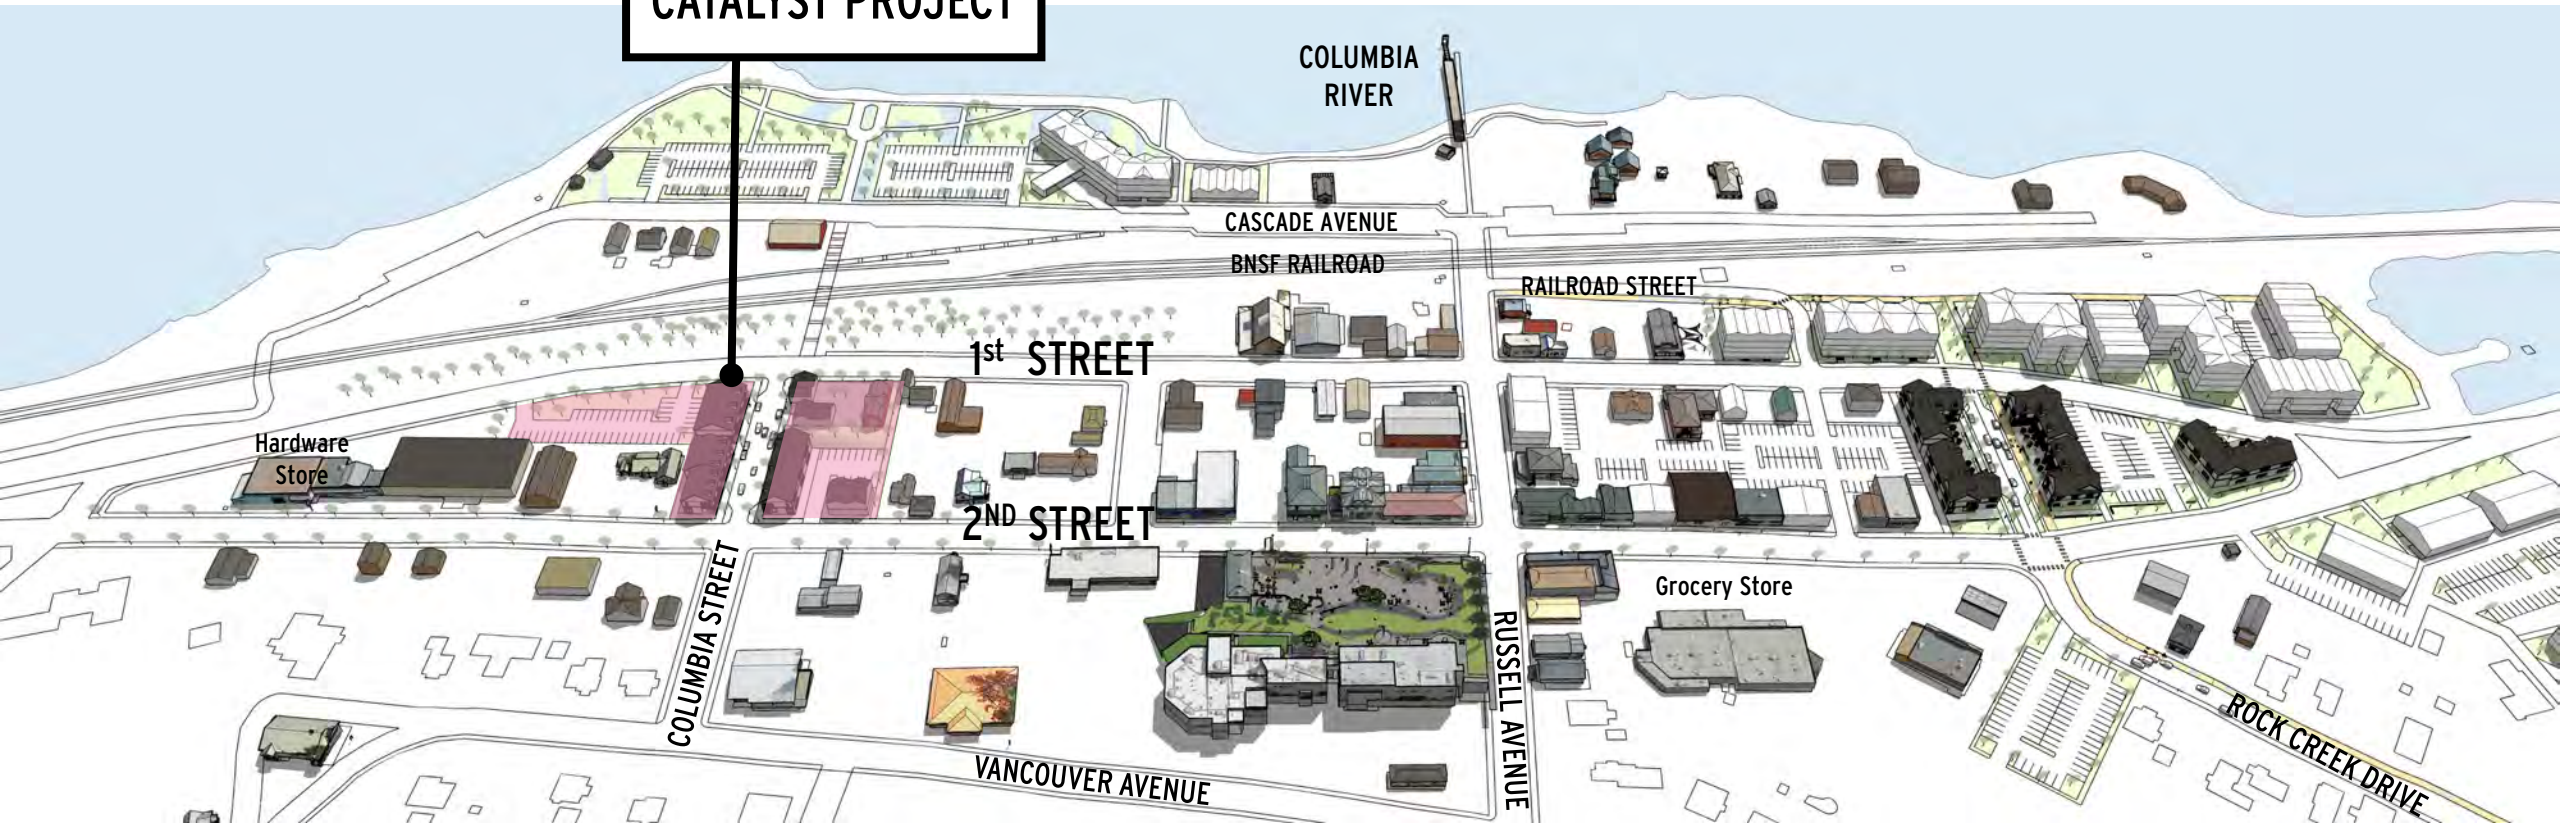 CATALYST PROJECT
COLUMBIA
RIVER
CASCADE AVENUE
BNSF RAILROAD
RAILROAD STREET
1st STREET
Hardware
Store
2ND STREET
COLUMBIA STREET
Grocery Store
RUSSELL AVENUE
ROCK CREEK DRIVE
VANCOUVER AVENUE